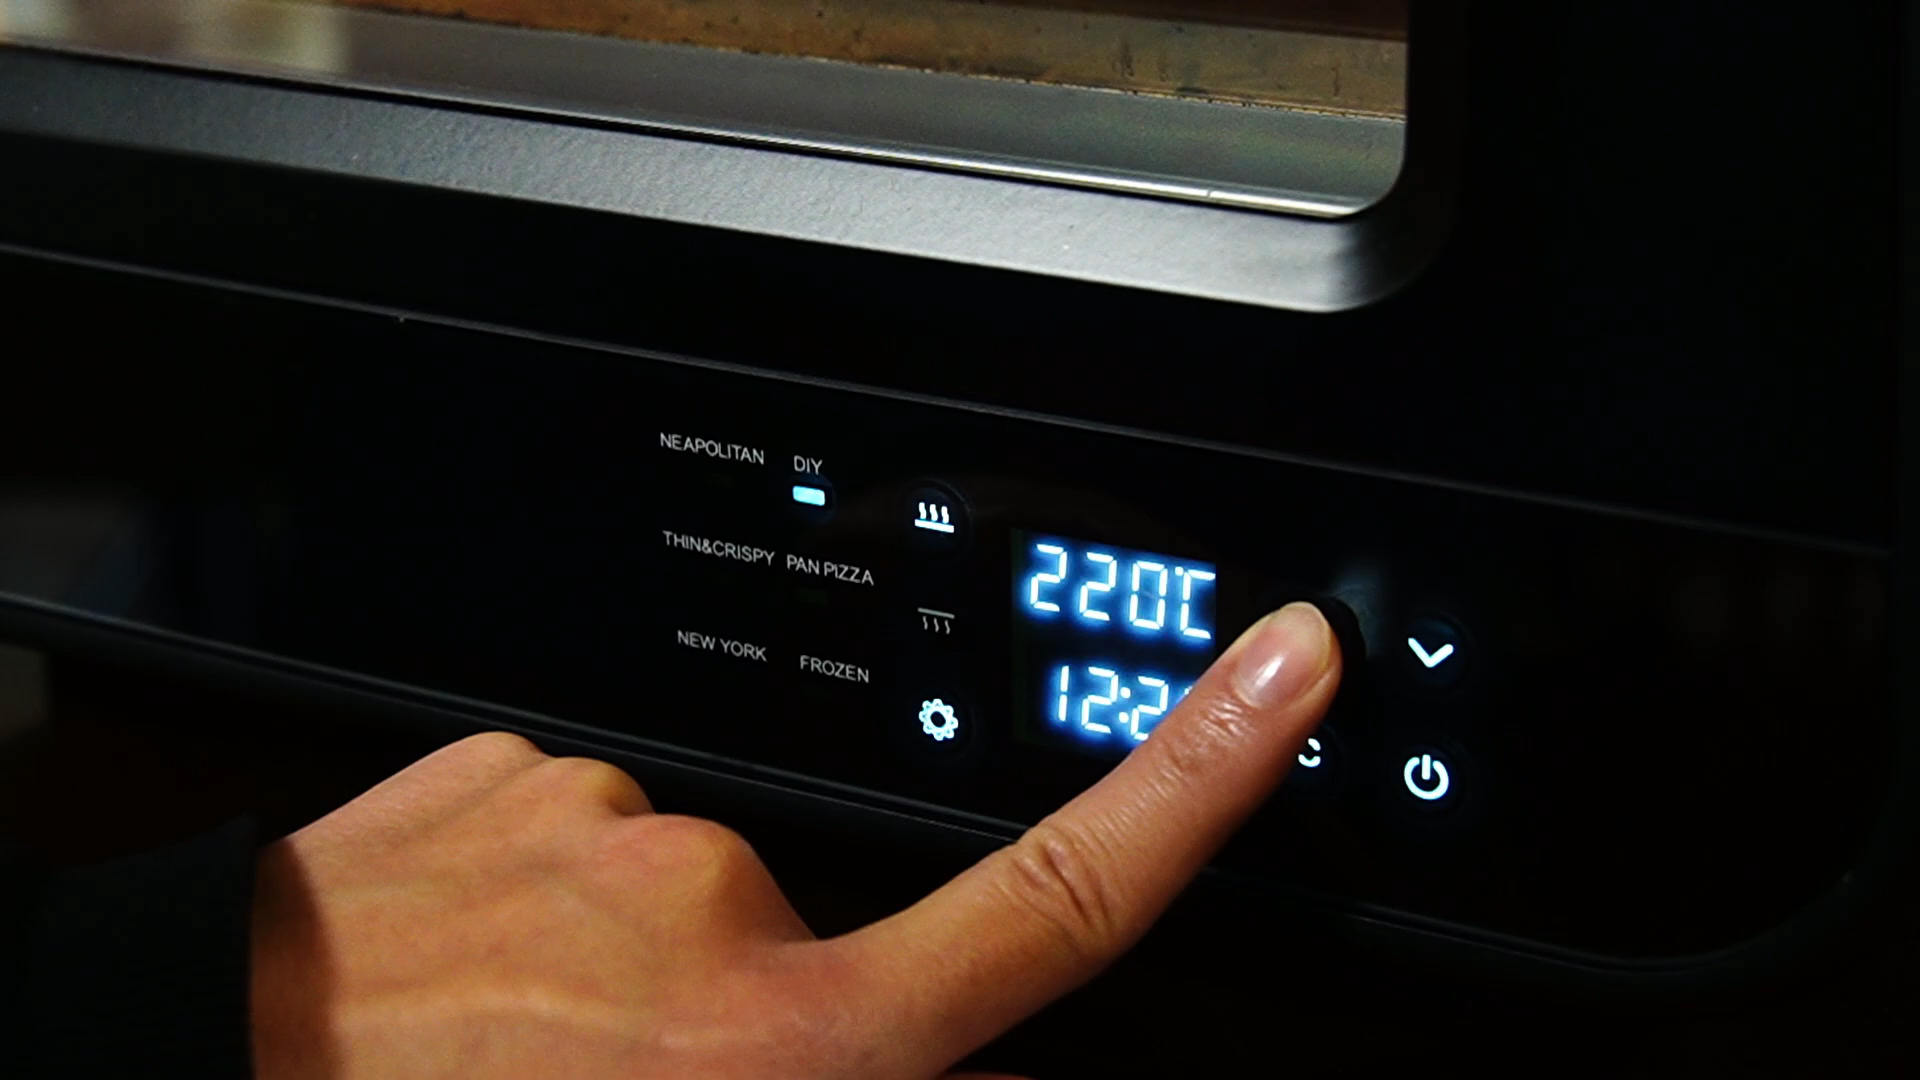 NEAPOLITAN DIY
THIN&CRISPY PAN PIZZA
NEW YORK FROZEN
220℃
12:2